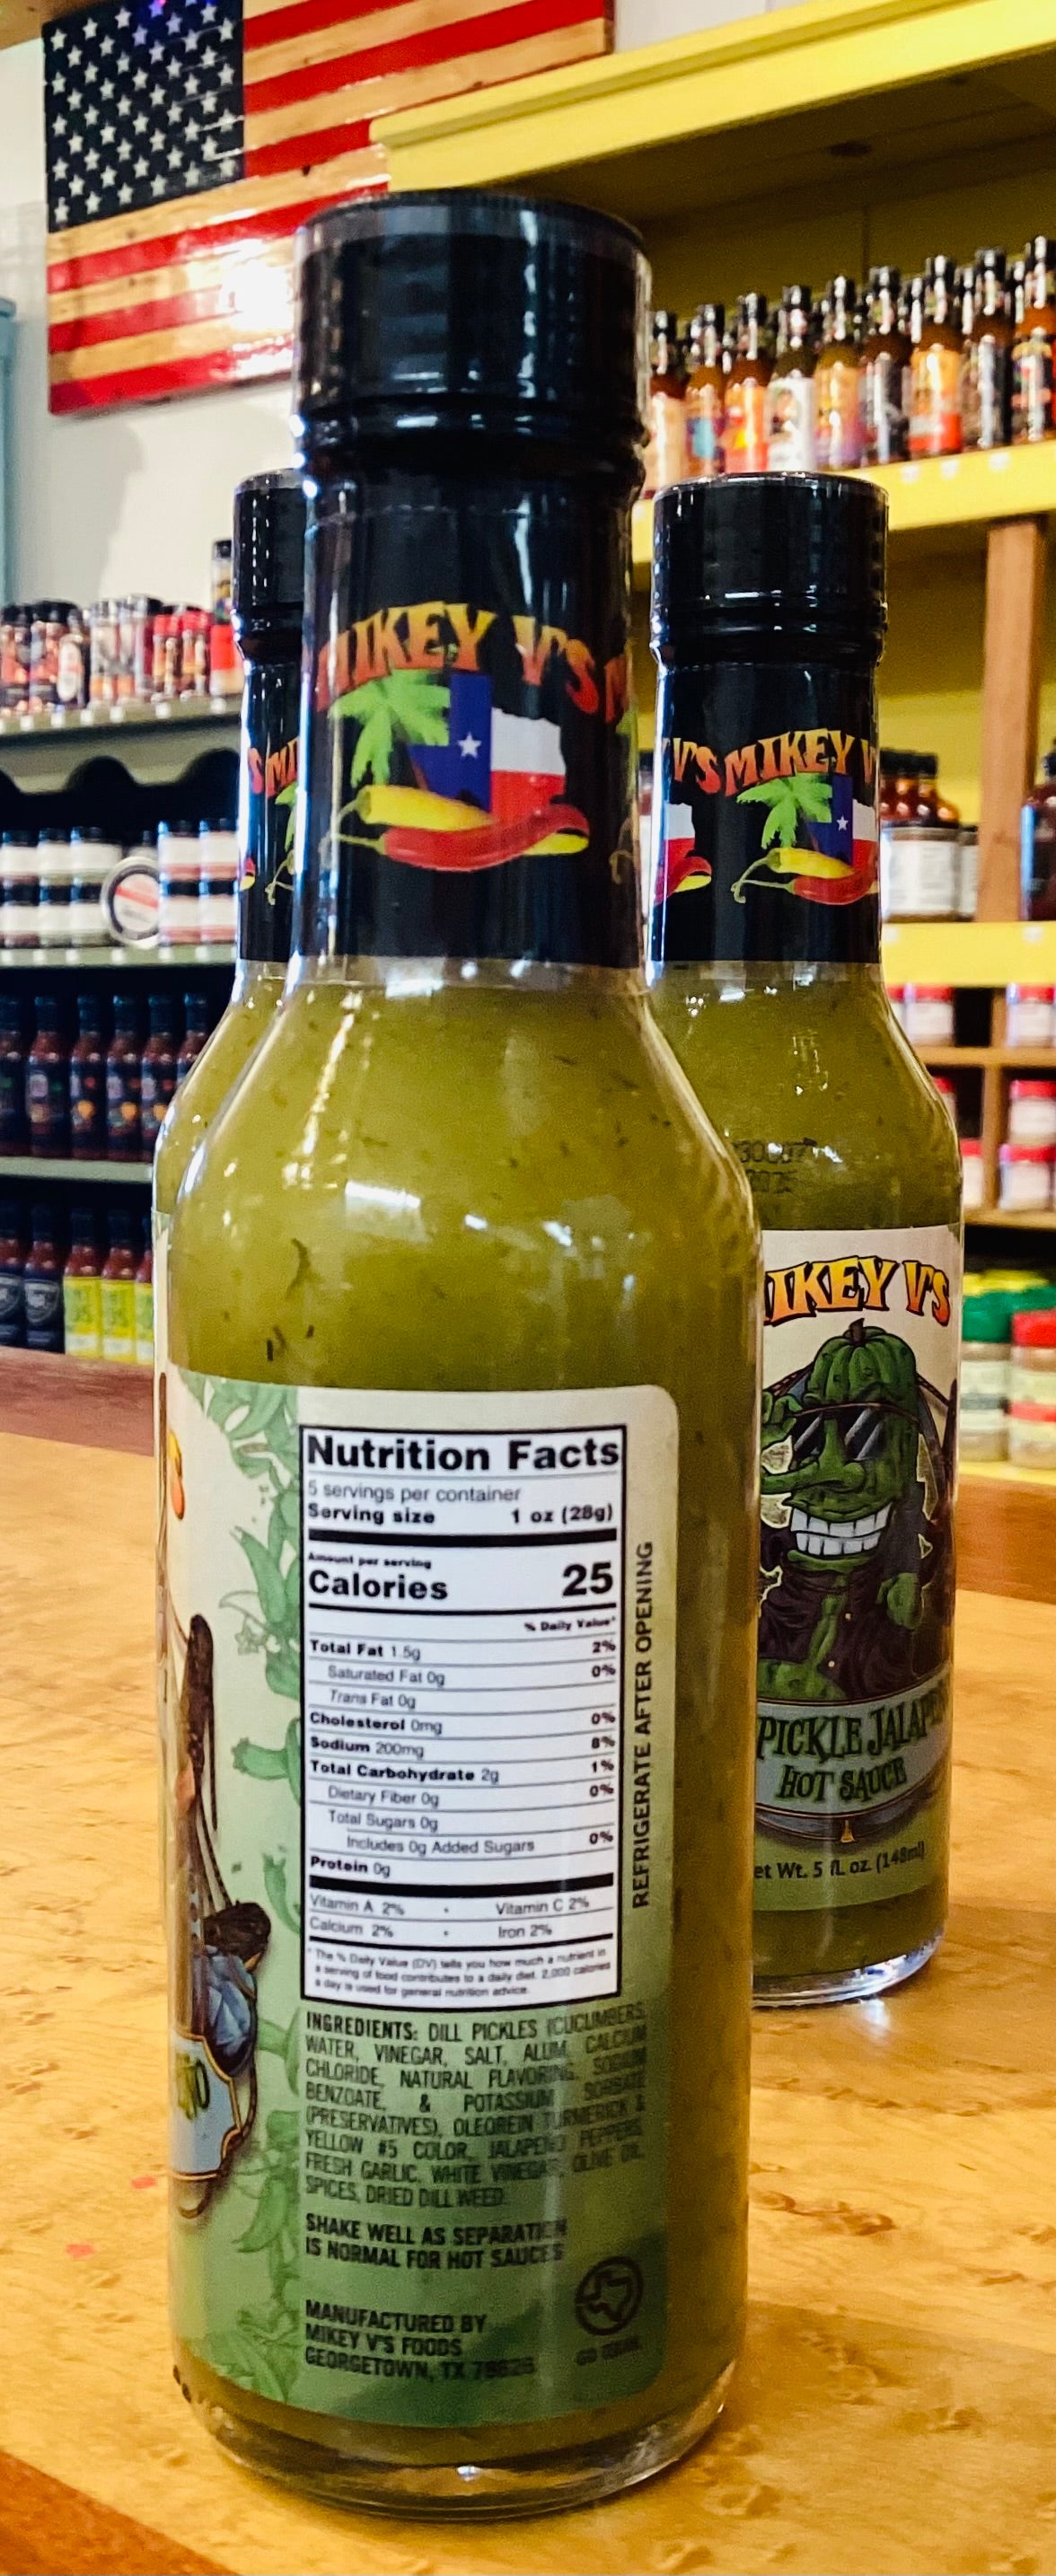 MIKEY V'S
V'S MIKEY V
Nutrition Facts
5 servings per container
Serving size 1 oz (28g)
Amount per serving
Calories 25
% Daily Value*
Total Fat 1.5g 2%
Saturated Fat 0g 0%
Trans Fat 0g
Cholesterol 0mg 0%
Sodium 200mg 8%
Total Carbohydrate 2g 1%
Dietary Fiber 0g 0%
Total Sugars 0g
Includes 0g Added Sugars 0%
Protein 0g
Vitamin A 2% • Vitamin C 2%
Calcium 2% • Iron 2%
* The % Daily Value (DV) tells you how much a nutrient in
a serving of food contributes to a daily diet. 2,000 calories
a day is used for general nutrition advice.
REFRIGERATE AFTER OPENING
INGREDIENTS: DILL PICKLES (CUCUMBERS,
WATER, VINEGAR, SALT, ALUM, CALCIUM
CHLORIDE, NATURAL FLAVORING, SODIUM
BENZOATE, & POTASSIUM SORBATE
(PRESERVATIVES), OLEOREIN TURMERICK &
YELLOW #5 COLOR, JALAPENO PEPPERS,
FRESH GARLIC, WHITE VINEGAR, OLIVE OIL,
SPICES, DRIED DILL WEED.
SHAKE WELL AS SEPARATION
IS NORMAL FOR HOT SAUCES
MANUFACTURED BY
MIKEY V'S FOODS
GEORGETOWN, TX
GO TEXAN
IKEY V'S
PICKLE JALAPE
HOT SAUCE
et Wt. 5 fl. oz. (148ml)